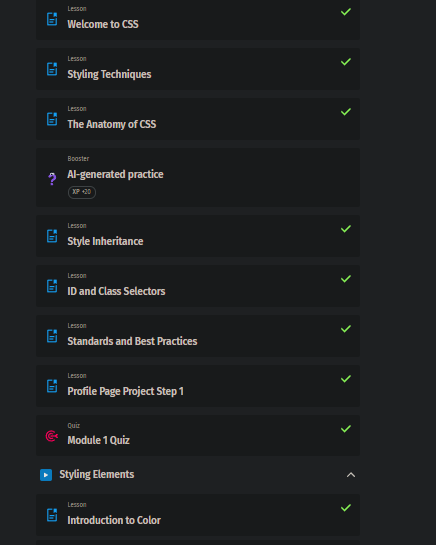 Lesson
Welcome to CSS
Lesson
Styling Techniques
Lesson
The Anatomy of CSS
Booster
AI-generated practice
XP +20
Lesson
Style Inheritance
Lesson
ID and Class Selectors
Lesson
Standards and Best Practices
Lesson
Profile Page Project Step 1
Quiz
Module 1 Quiz
Styling Elements
Lesson
Introduction to Color